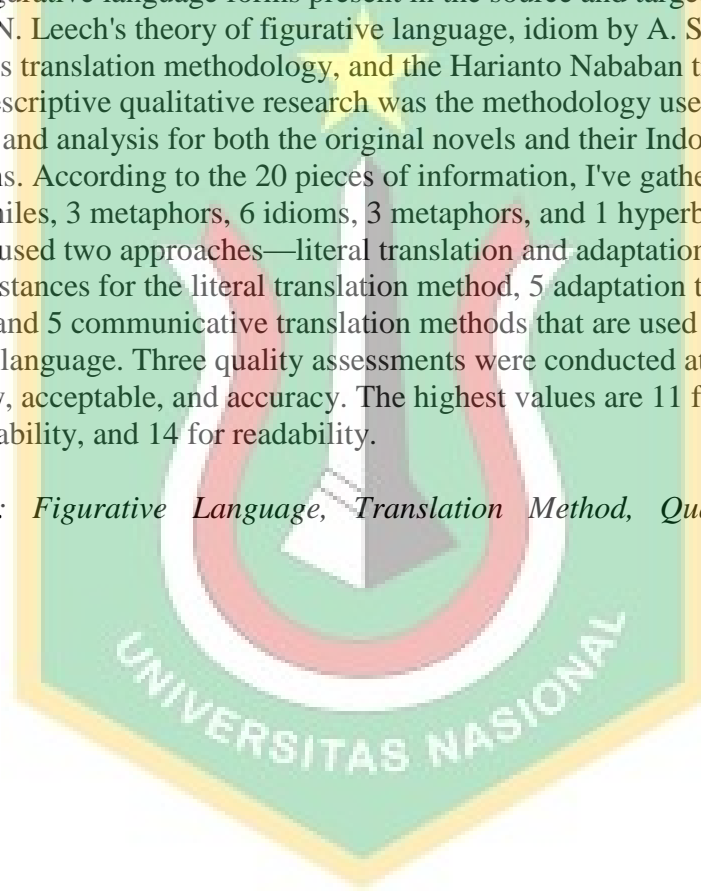 gurative language forms present in the source and targe
N. Leech's theory of figurative language, idiom by A. S
s translation methodology, and the Harianto Nababan t
escriptive qualitative research was the methodology use
and analysis for both the original novels and their Indo
ns. According to the 20 pieces of information, I've gathe
niles, 3 metaphors, 6 idioms, 3 metaphors, and 1 hyperb
used two approaches—literal translation and adaptation
stances for the literal translation method, 5 adaptation t
and 5 communicative translation methods that are used
language. Three quality assessments were conducted at
y, acceptable, and accuracy. The highest values are 11 f
ability, and 14 for readability.
: Figurative Language, Translation Method, Qua
UNIVERSITAS NASIONAL